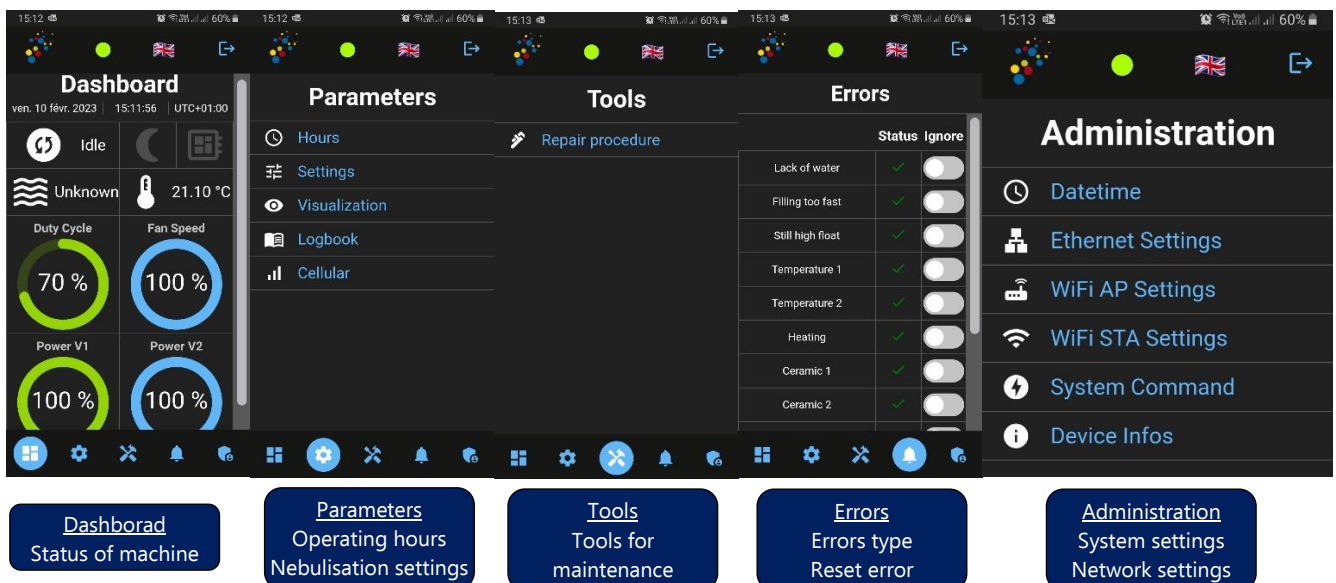 15:12
60%
Dashboard
ven. 10 févr. 2023 15:11:56 UTC+01:00
Idle
Unknown 21.10 °C
Duty Cycle Fan Speed
70 % 100 %
Power V1 Power V2
100 % 100 %
15:12
60%
Parameters
Hours
Settings
Visualization
Logbook
Cellular
15:13
60%
Tools
Repair procedure
15:13
60%
Errors
Status Ignore
Lack of water
Filling too fast
Still high float
Temperature 1
Temperature 2
Heating
Ceramic 1
Ceramic 2
15:13
60%
Administration
Datetime
Ethernet Settings
WiFi AP Settings
WiFi STA Settings
System Command
Device Infos
Dashborad
Status of machine
Parameters
Operating hours
Nebulisation settings
Tools
Tools for
maintenance
Errors
Errors type
Reset error
Administration
System settings
Network settings